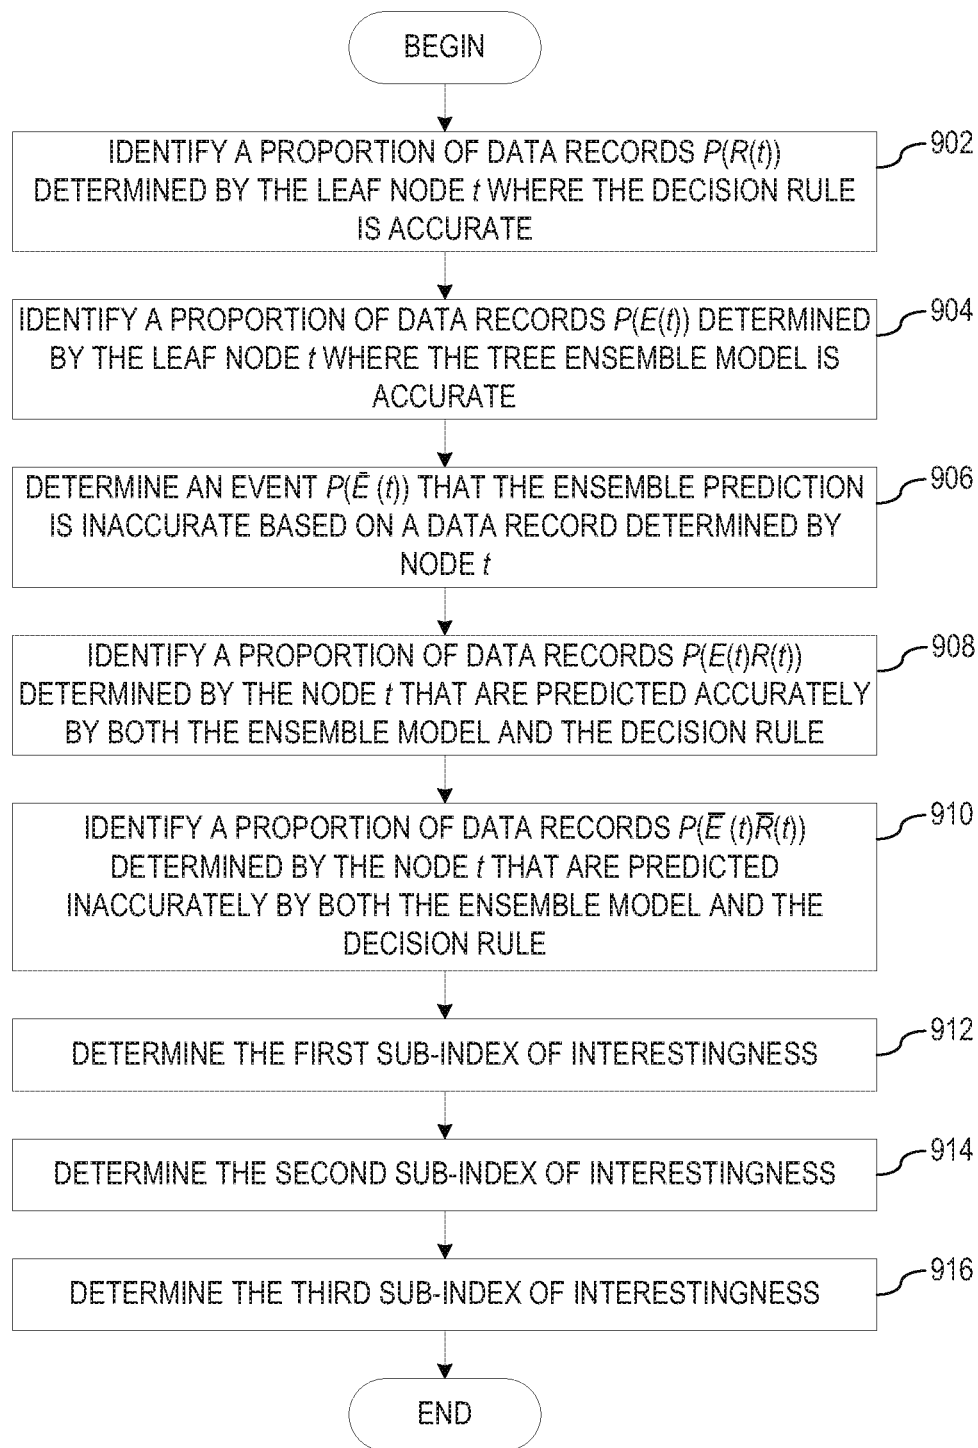 BEGIN
IDENTIFY A PROPORTION OF DATA RECORDS P(R(t))
DETERMINED BY THE LEAF NODE t WHERE THE DECISION RULE
IS ACCURATE
902
IDENTIFY A PROPORTION OF DATA RECORDS P(E(t)) DETERMINED
BY THE LEAF NODE t WHERE THE TREE ENSEMBLE MODEL IS
ACCURATE
904
DETERMINE AN EVENT P(Ē (t)) THAT THE ENSEMBLE PREDICTION
IS INACCURATE BASED ON A DATA RECORD DETERMINED BY
NODE t
906
IDENTIFY A PROPORTION OF DATA RECORDS P(E(t)R(t))
DETERMINED BY THE NODE t THAT ARE PREDICTED ACCURATELY
BY BOTH THE ENSEMBLE MODEL AND THE DECISION RULE
908
IDENTIFY A PROPORTION OF DATA RECORDS P(Ē (t)R̄(t))
DETERMINED BY THE NODE t THAT ARE PREDICTED
INACCURATELY BY BOTH THE ENSEMBLE MODEL AND THE
DECISION RULE
910
DETERMINE THE FIRST SUB-INDEX OF INTERESTINGNESS
912
DETERMINE THE SECOND SUB-INDEX OF INTERESTINGNESS
914
DETERMINE THE THIRD SUB-INDEX OF INTERESTINGNESS
916
END